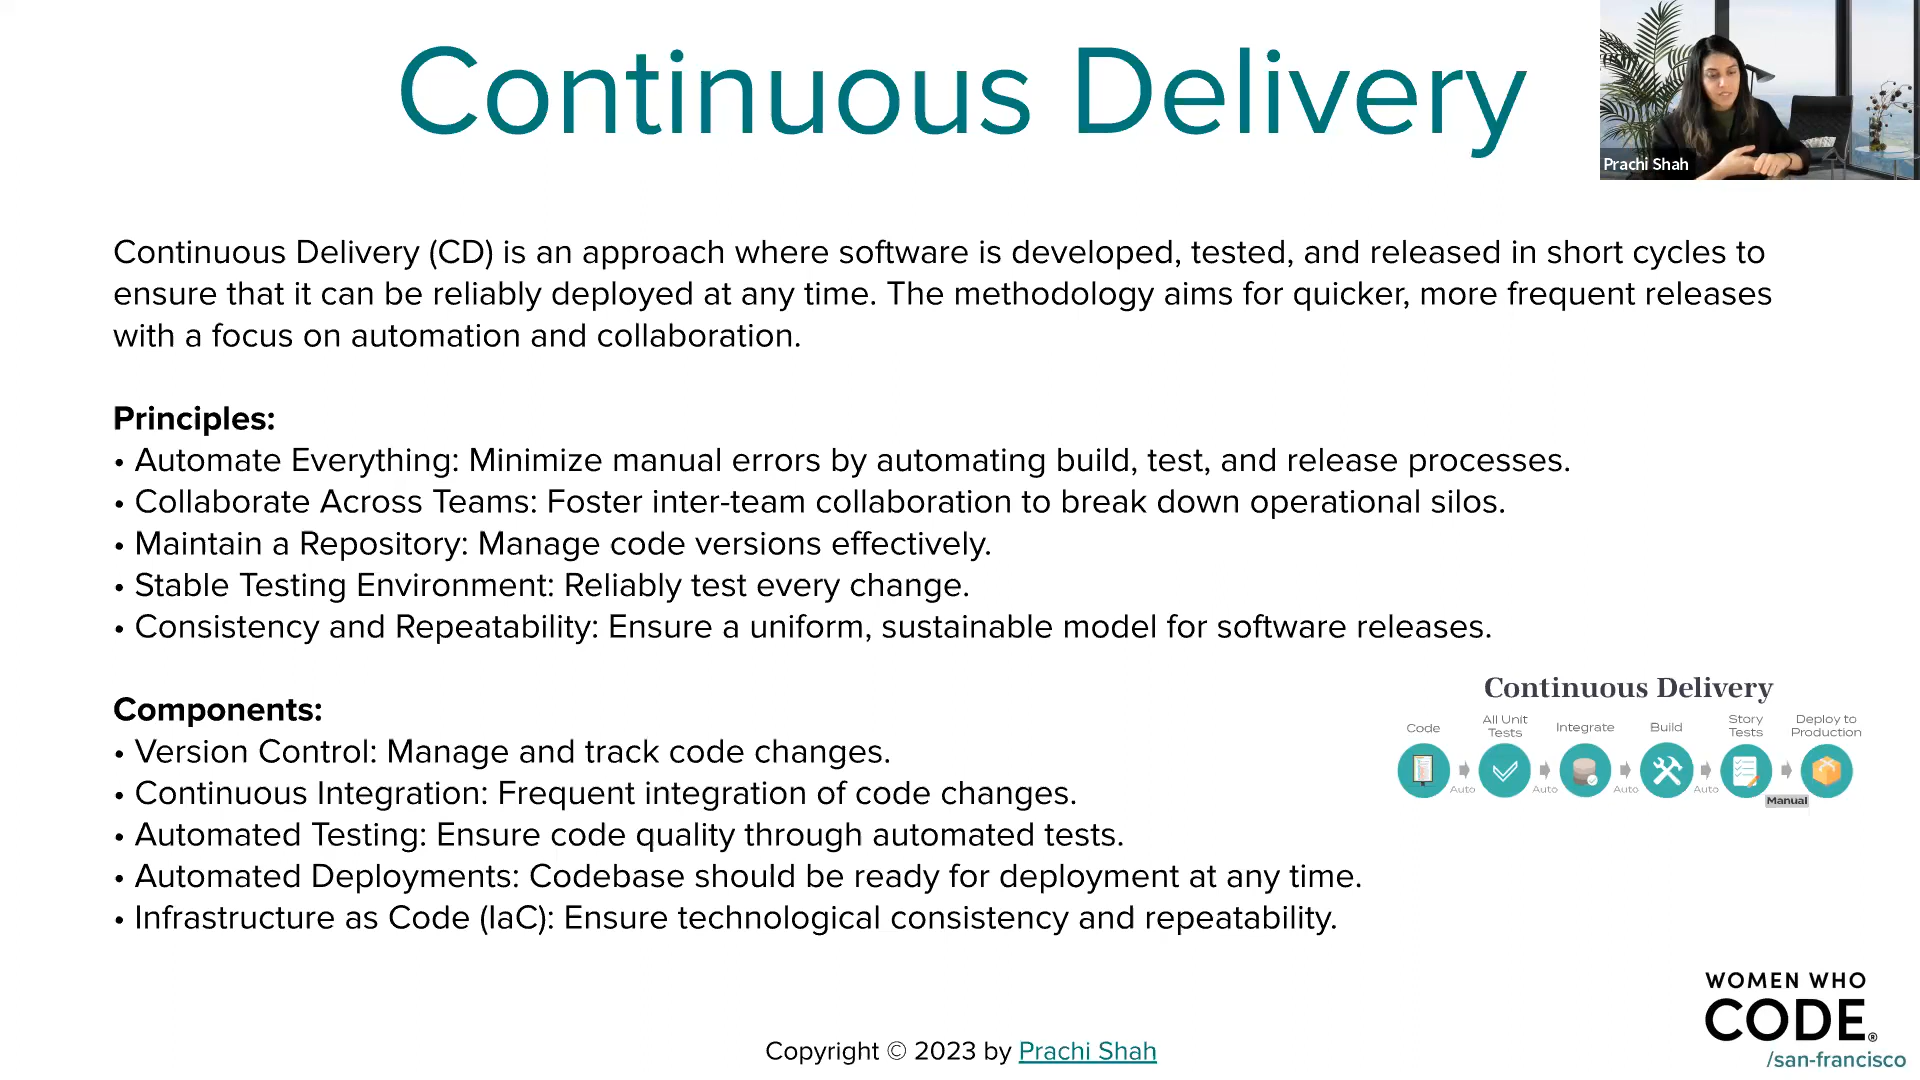 Continuous Delivery
Prachi Shah
Continuous Delivery (CD) is an approach where software is developed, tested, and released in short cycles to
ensure that it can be reliably deployed at any time. The methodology aims for quicker, more frequent releases
with a focus on automation and collaboration.
Principles:
• Automate Everything: Minimize manual errors by automating build, test, and release processes.
• Collaborate Across Teams: Foster inter-team collaboration to break down operational silos.
• Maintain a Repository: Manage code versions effectively.
• Stable Testing Environment: Reliably test every change.
• Consistency and Repeatability: Ensure a uniform, sustainable model for software releases.
Components:
• Version Control: Manage and track code changes.
• Continuous Integration: Frequent integration of code changes.
• Automated Testing: Ensure code quality through automated tests.
• Automated Deployments: Codebase should be ready for deployment at any time.
• Infrastructure as Code (IaC): Ensure technological consistency and repeatability.
Continuous Delivery
Code
All Unit
Tests
Integrate
Build
Story
Tests
Deploy to
Production
Auto
Auto
Auto
Auto
Manual
WOMEN WHO
CODE®
/san-francisco
Copyright © 2023 by Prachi Shah